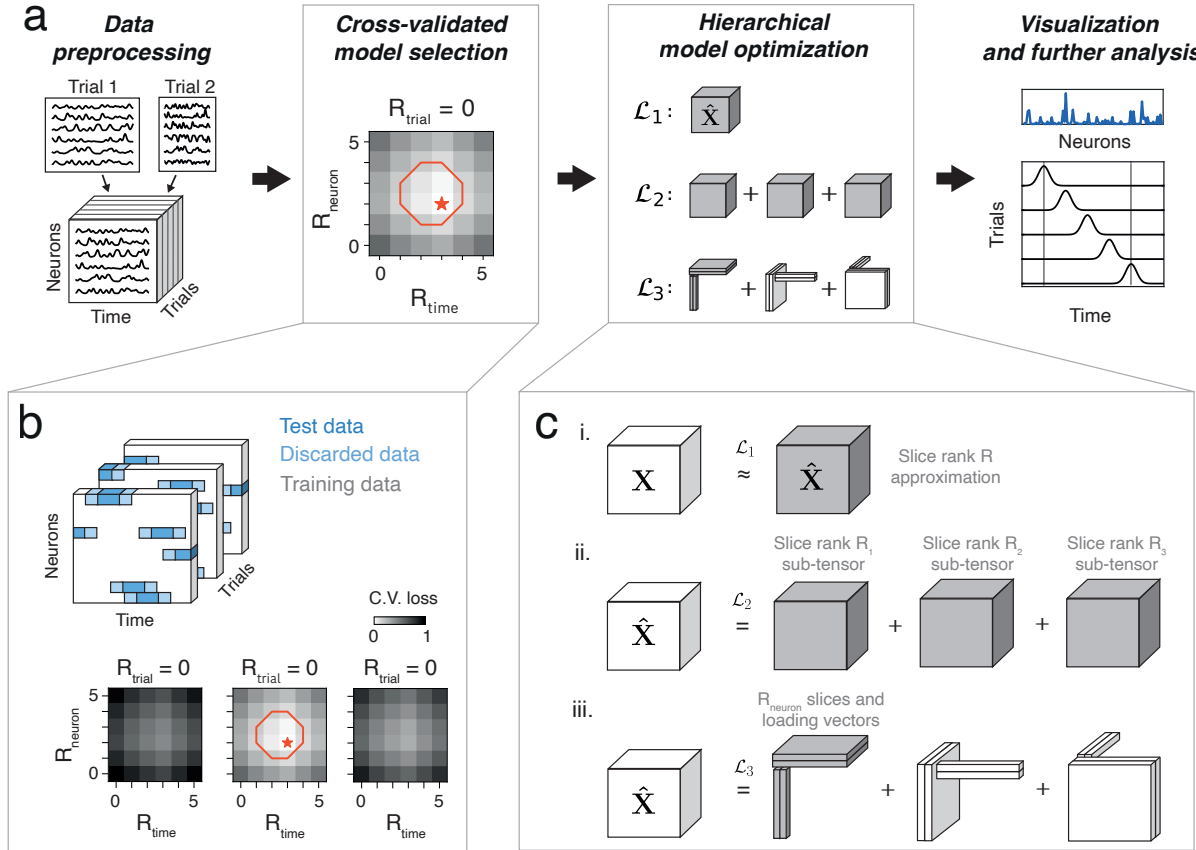 a
Data
preprocessing
Cross-validated
model selection
Hierarchical
model optimization
Visualization
and further analysis
Trial 1
Trial 2
Neurons
Time
Trials
R_trial = 0
5
0
R_neuron
0
5
R_time
ℒ1:
X̂
ℒ2:
+
+
ℒ3:
+
+
Neurons
Trials
Time
b
Test data
Discarded data
Training data
Neurons
Time
Trials
C.V. loss
0
1
R_trial = 0
R_trial = 0
R_trial = 0
5
0
R_neuron
0
5
0
5
0
5
R_time
R_time
R_time
c
i.
X
ℒ1
≈
X̂
Slice rank R
approximation
ii.
Slice rank R1
sub-tensor
Slice rank R2
sub-tensor
Slice rank R3
sub-tensor
X̂
ℒ2
=
+
+
iii.
R_neuron slices and
loading vectors
X̂
ℒ3
=
+
+